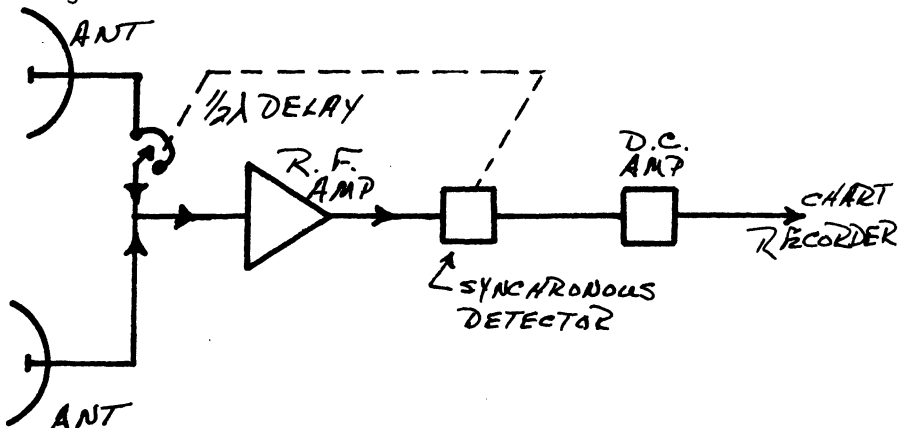 ANT
1/2λ DELAY
R.F.
AMP
D.C.
AMP
CHART
RECORDER
SYNCHRONOUS
DETECTOR
ANT